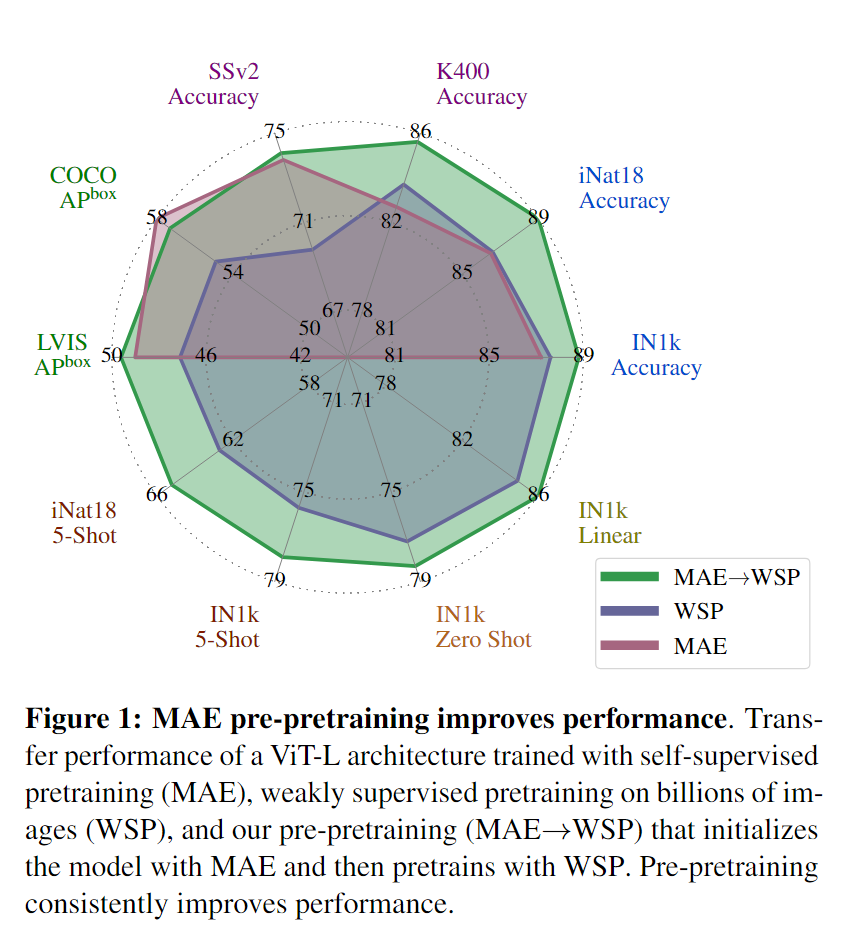 SSv2
Accuracy
K400
Accuracy
COCO
APbox
iNat18
Accuracy
LVIS
APbox
IN1k
Accuracy
iNat18
5-Shot
IN1k
Linear
IN1k
5-Shot
IN1k
Zero Shot
75
86
58
71
82
89
54
85
67
78
50
81
50
46
42
81
85
89
58
78
71
71
62
82
66
75
75
86
79
79
MAE→WSP
WSP
MAE
Figure 1: MAE pre-pretraining improves performance. Trans-
fer performance of a ViT-L architecture trained with self-supervised
pretraining (MAE), weakly supervised pretraining on billions of im-
ages (WSP), and our pre-pretraining (MAE→WSP) that initializes
the model with MAE and then pretrains with WSP. Pre-pretraining
consistently improves performance.